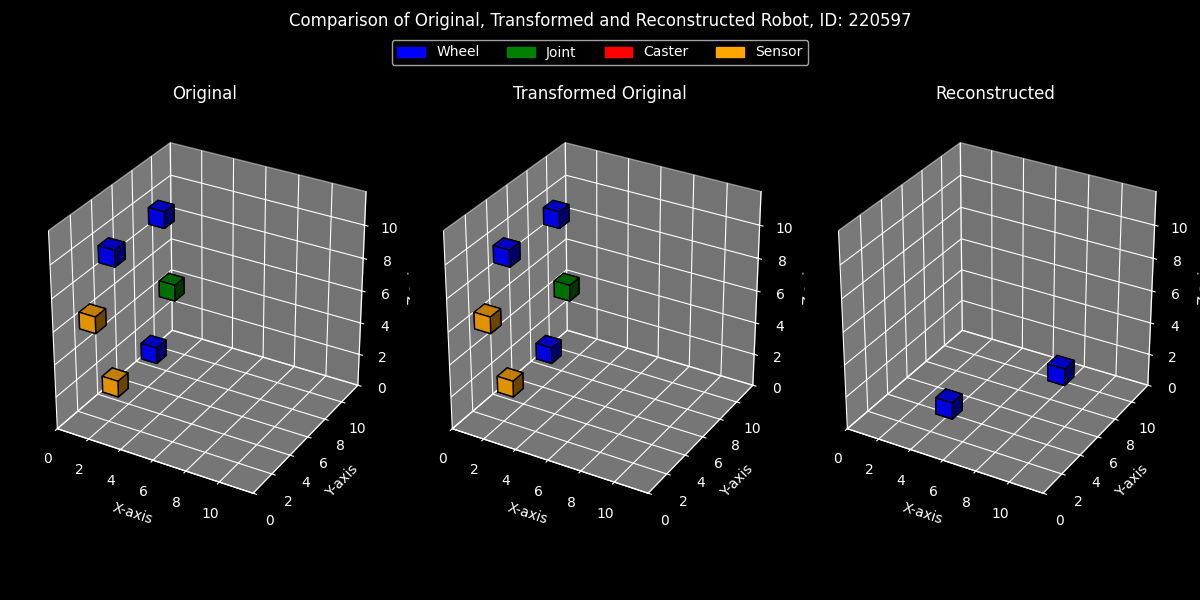 Comparison of Original, Transformed and Reconstructed Robot, ID: 220597
Wheel Joint Caster Sensor
Original Transformed Original Reconstructed
10 10 10
8 8 8
6 6 6
4 4 4
2 2 2
0 0 0
10 10 10
8 8 8
6 6 6
4 4 4
2 2 2
0 0 0
0 2 4 6 8 10 0 2 4 6 8 10 0 2 4 6 8 10
X-axis Y-axis X-axis Y-axis X-axis Y-axis